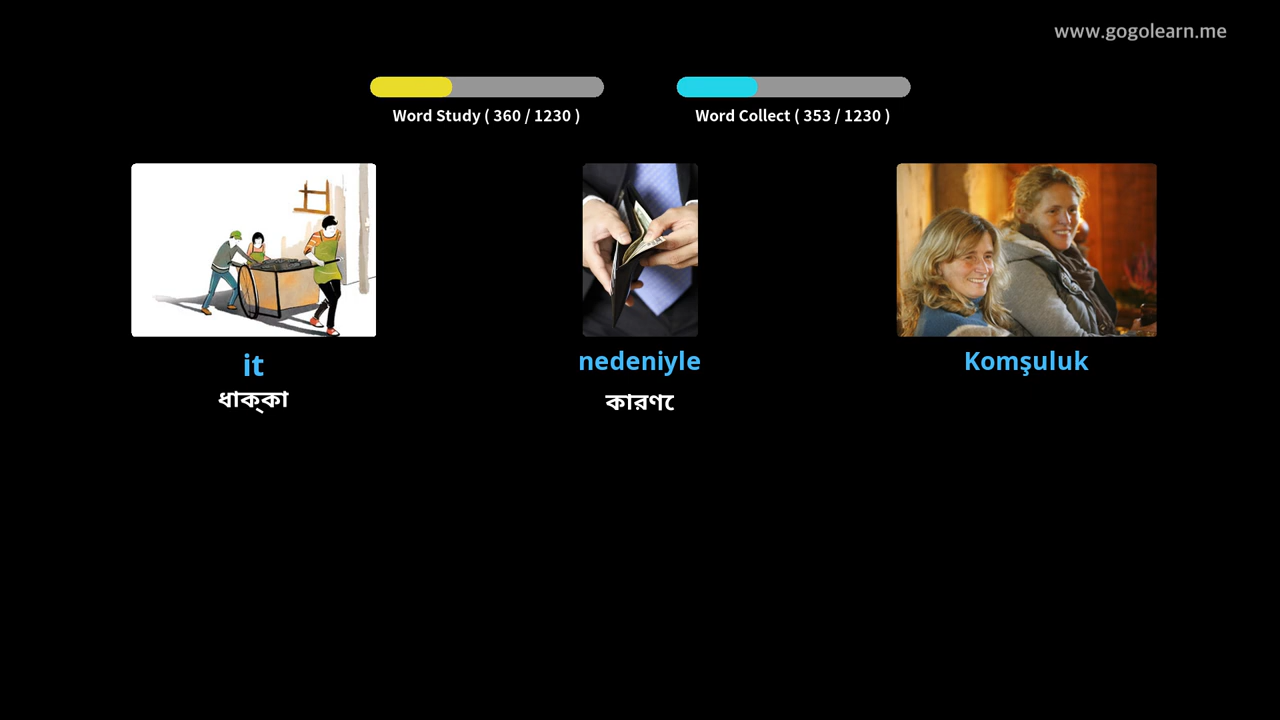 www.gogolearn.me
Word Study ( 360 / 1230 )
Word Collect ( 353 / 1230 )
it
nedeniyle
Komşuluk
ধাক্কা
কারণে